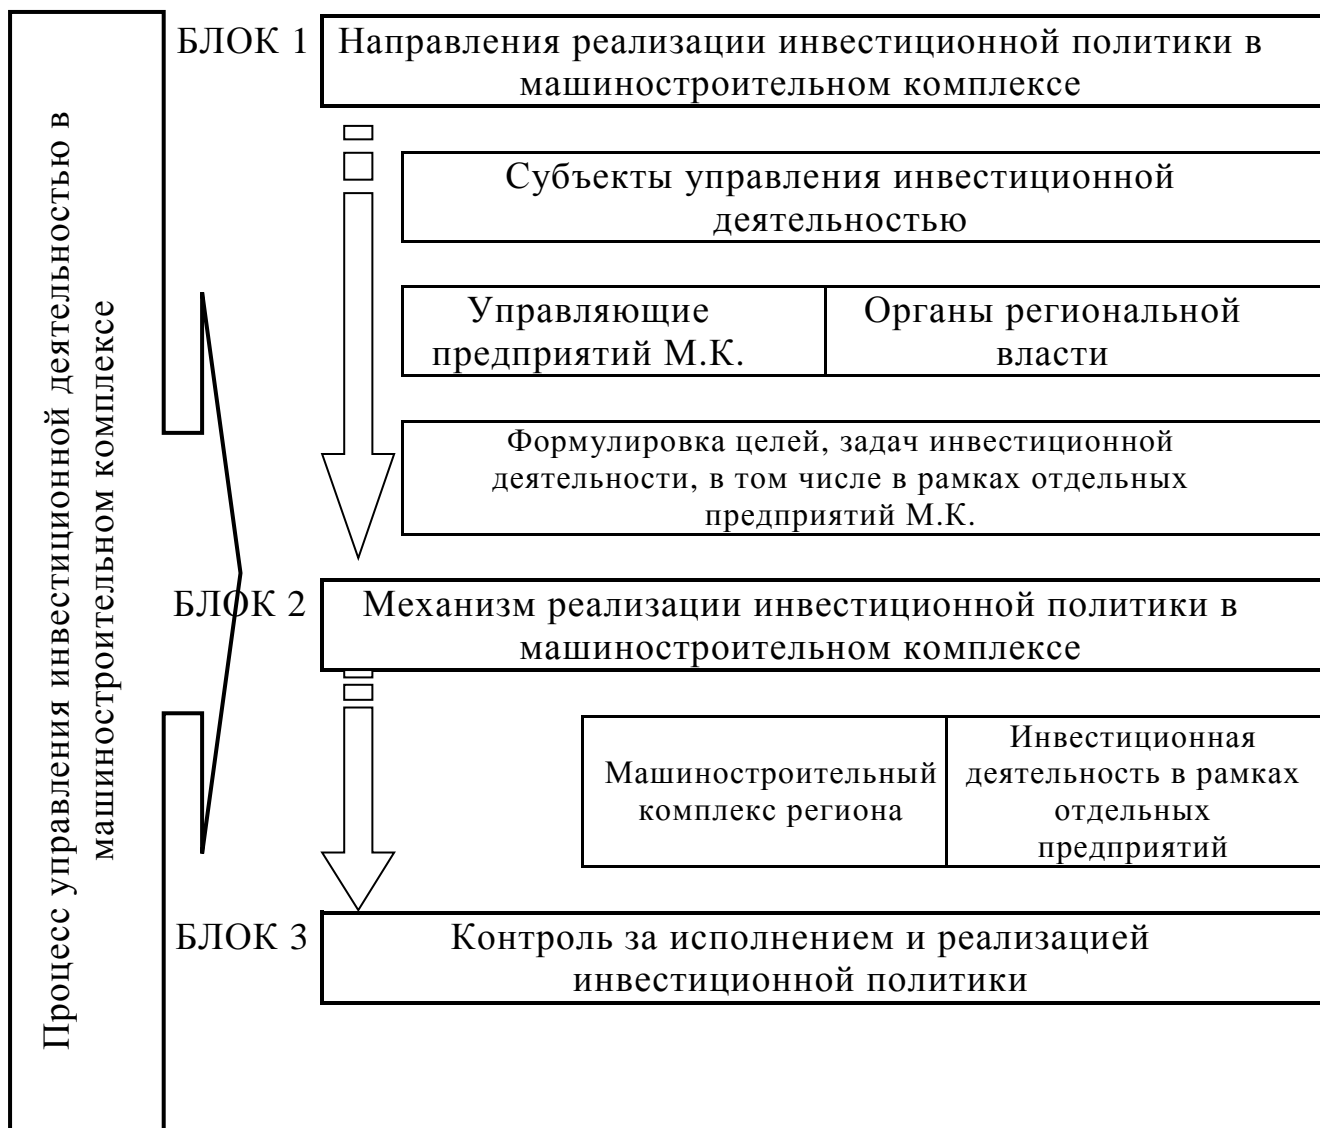 Процесс управления инвестиционной деятельностью в
машиностроительном комплексе
БЛОК 1
Направления реализации инвестиционной политики в
машиностроительном комплексе
Субъекты управления инвестиционной
деятельностью
Управляющие
предприятий М.К.
Органы региональной
власти
Формулировка целей, задач инвестиционной
деятельности, в том числе в рамках отдельных
предприятий М.К.
БЛОК 2
Механизм реализации инвестиционной политики в
машиностроительном комплексе
Машиностроительный
комплекс региона
Инвестиционная
деятельность в рамках
отдельных
предприятий
БЛОК 3
Контроль за исполнением и реализацией
инвестиционной политики